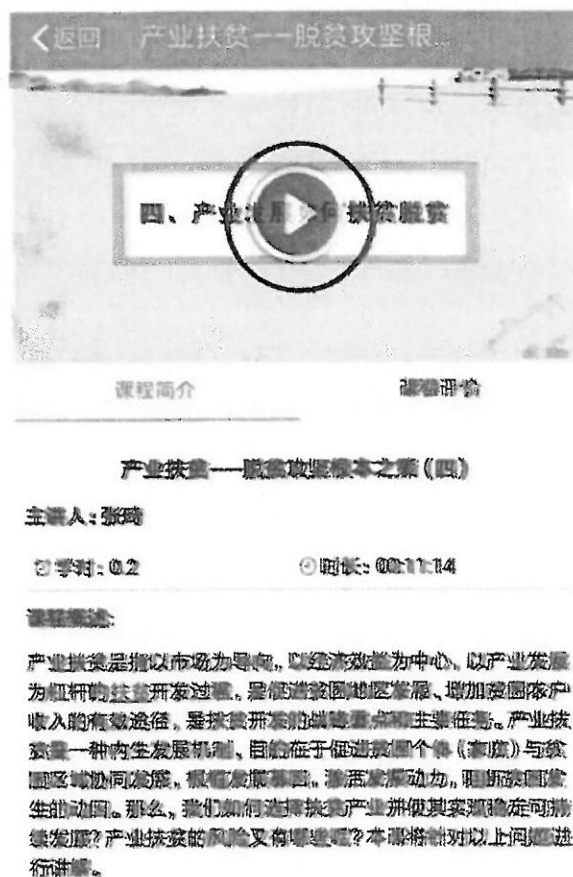 返回 产业扶贫——脱贫攻坚根...
四、产业发展如何扶贫脱贫
课程简介 课程评价
产业扶贫——脱贫攻坚根本之策（四）
主讲人：张琦
学时：0.2 时长：00:11:14
课程概述：
产业扶贫是指以市场为导向，以经济效益为中心，以产业发展
为杠杆的扶贫开发过程，是促进贫困地区发展、增加贫困农户
收入的有效途径，是扶贫开发的战略重点和主要任务。产业扶
贫是一种内生发展机制，目的在于促进贫困个体（家庭）与贫
困区域协同发展，根植发展基因，激活发展动力，阻断贫困发
生的动因。那么，我们如何选择扶贫产业并使其实现稳定可持
续发展？产业扶贫的风险又有哪些呢？本课将针对以上问题进
行讲解。